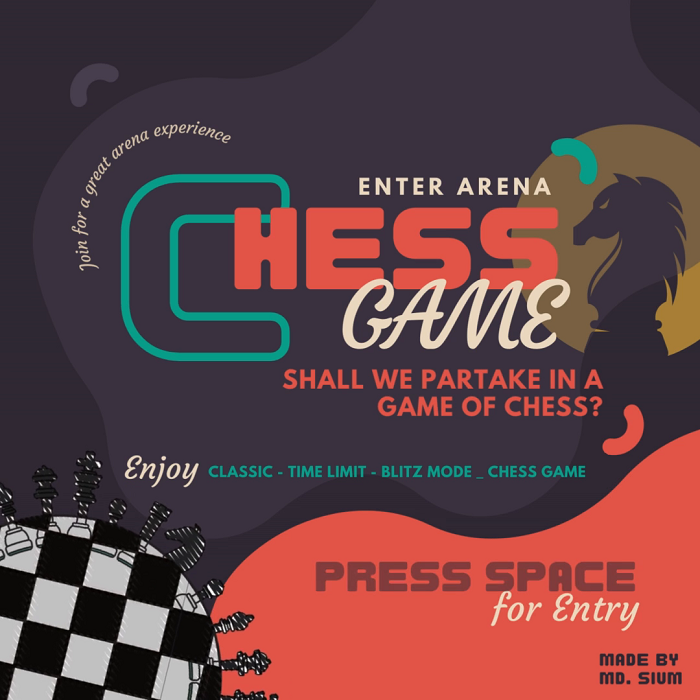 Join for a great arena experience
ENTER ARENA
CHESS
GAME
SHALL WE PARTAKE IN A
GAME OF CHESS?
Enjoy CLASSIC - TIME LIMIT - BLITZ MODE _ CHESS GAME
PRESS SPACE
for Entry
MADE BY
MD. SIUM